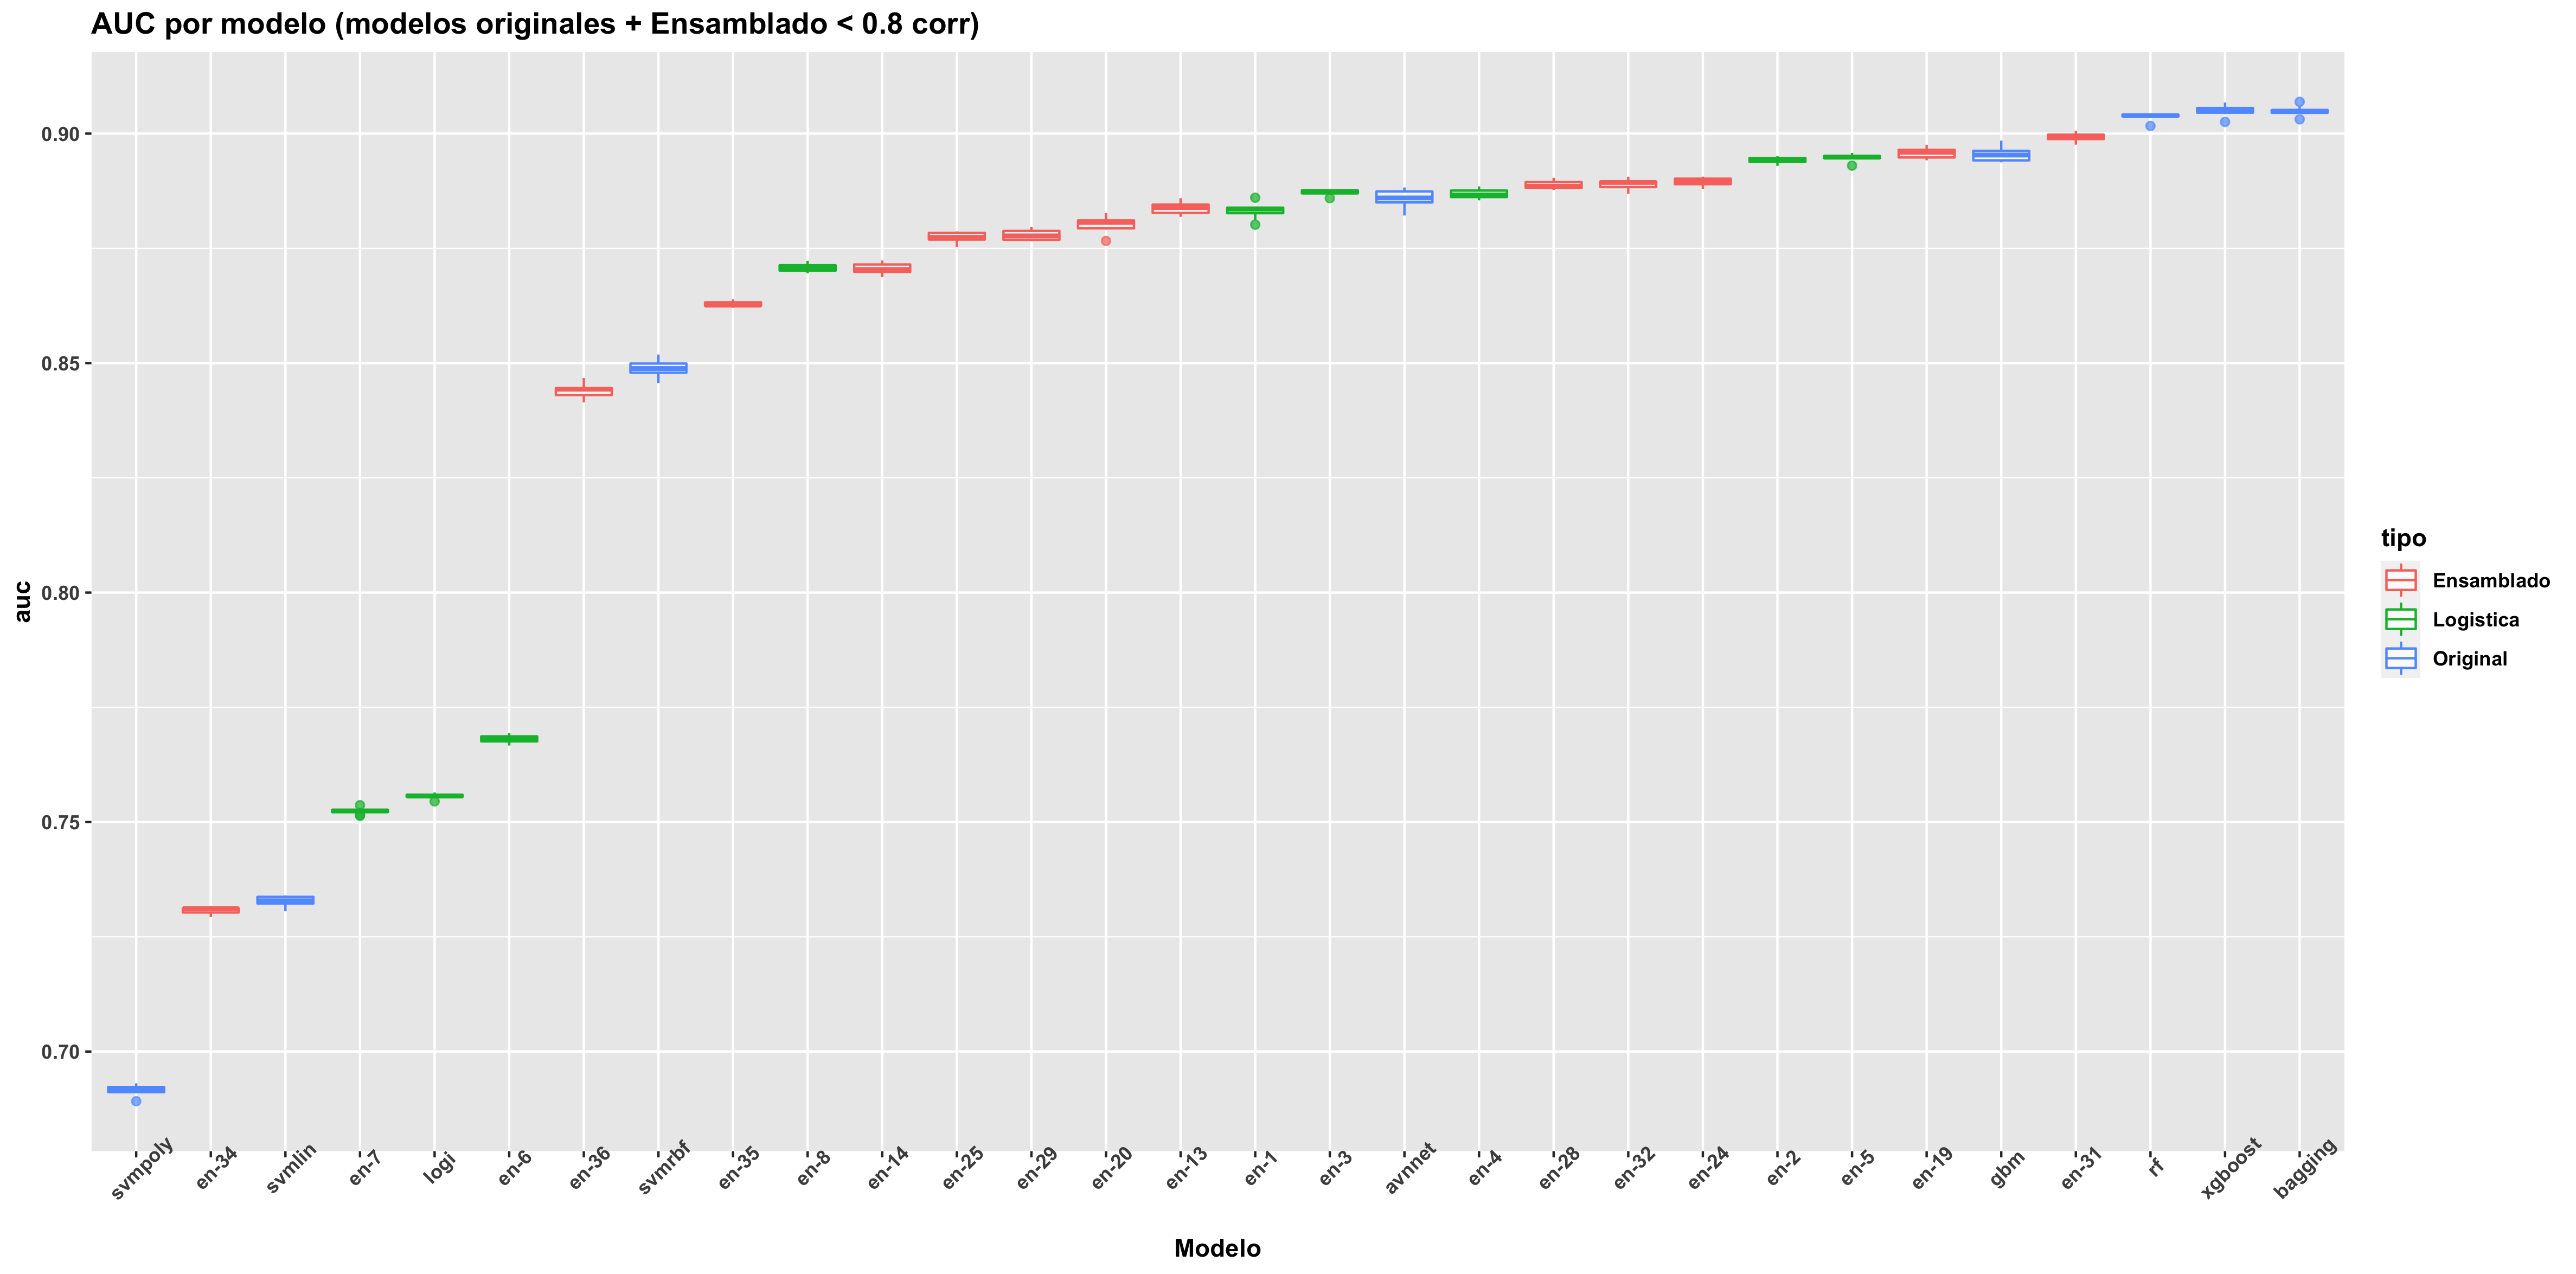 AUC por modelo (modelos originales + Ensamblado < 0.8 corr)
0.90
0.85
0.80
0.75
0.70
auc
svmpoly
en-34
svmlin
en-7
logi
en-6
en-36
svmrbf
en-35
en-8
en-14
en-25
en-29
en-20
en-13
en-1
en-3
avnnet
en-4
en-28
en-32
en-24
en-2
en-5
en-19
gbm
en-31
rf
xgboost
bagging
Modelo
tipo
Ensamblado
Logistica
Original